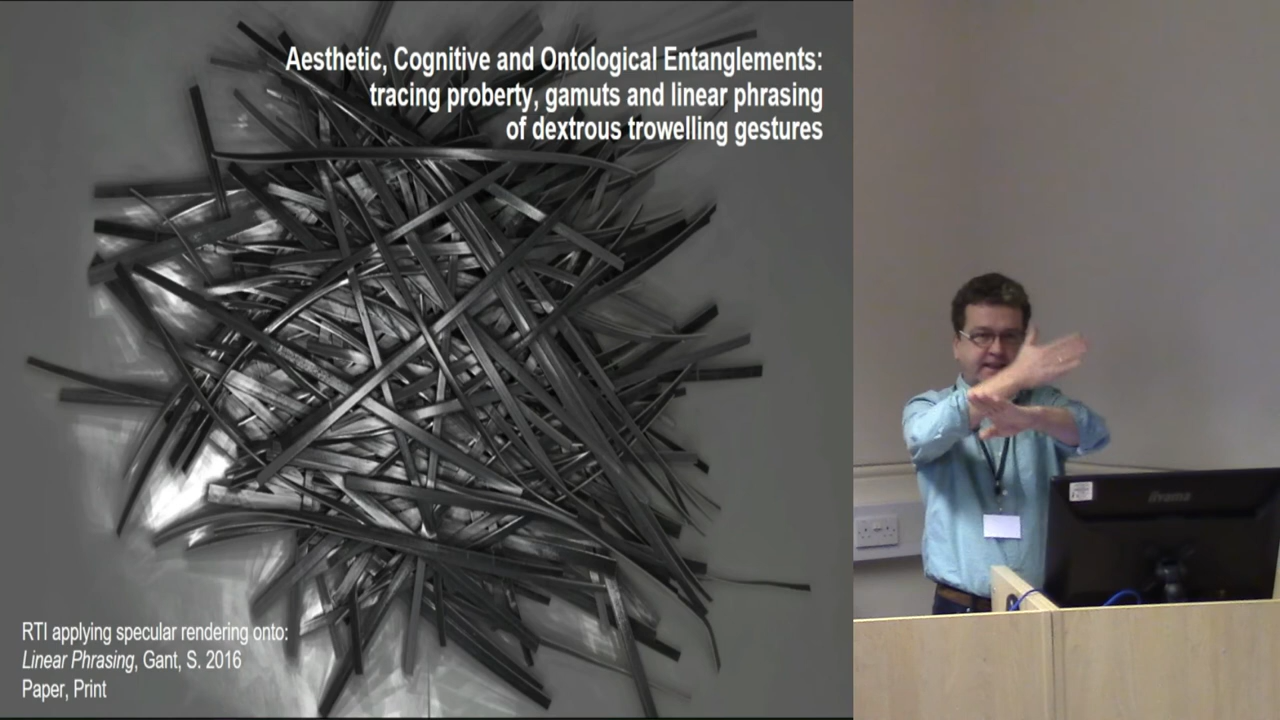 Aesthetic, Cognitive and Ontological Entanglements:
tracing proberty, gamuts and linear phrasing
of dextrous trowelling gestures
RTI applying specular rendering onto:
Linear Phrasing, Gant, S. 2016
Paper, Print
iiyama